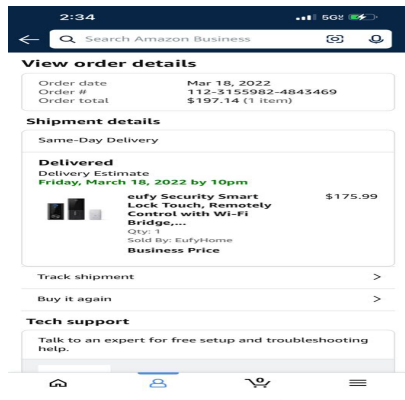 2:34
5G
Search Amazon Business
View order details
Order date Mar 18, 2022
Order # 112-3155982-4843469
Order total $197.14 (1 item)
Shipment details
Same-Day Delivery
Delivered
Delivery Estimate
Friday, March 18, 2022 by 10pm
eufy Security Smart $175.99
Lock Touch, Remotely
Control with Wi-Fi
Bridge,...
Qty: 1
Sold By: EufyHome
Business Price
Track shipment >
Buy it again >
Tech support
Talk to an expert for free setup and troubleshooting
help.
0